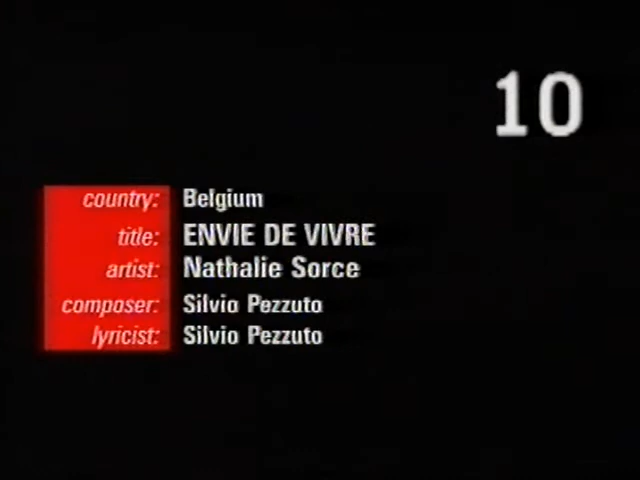 10
country: Belgium
title: ENVIE DE VIVRE
artist: Nathalie Sorce
composer: Silvio Pezzuto
lyricist: Silvio Pezzuto